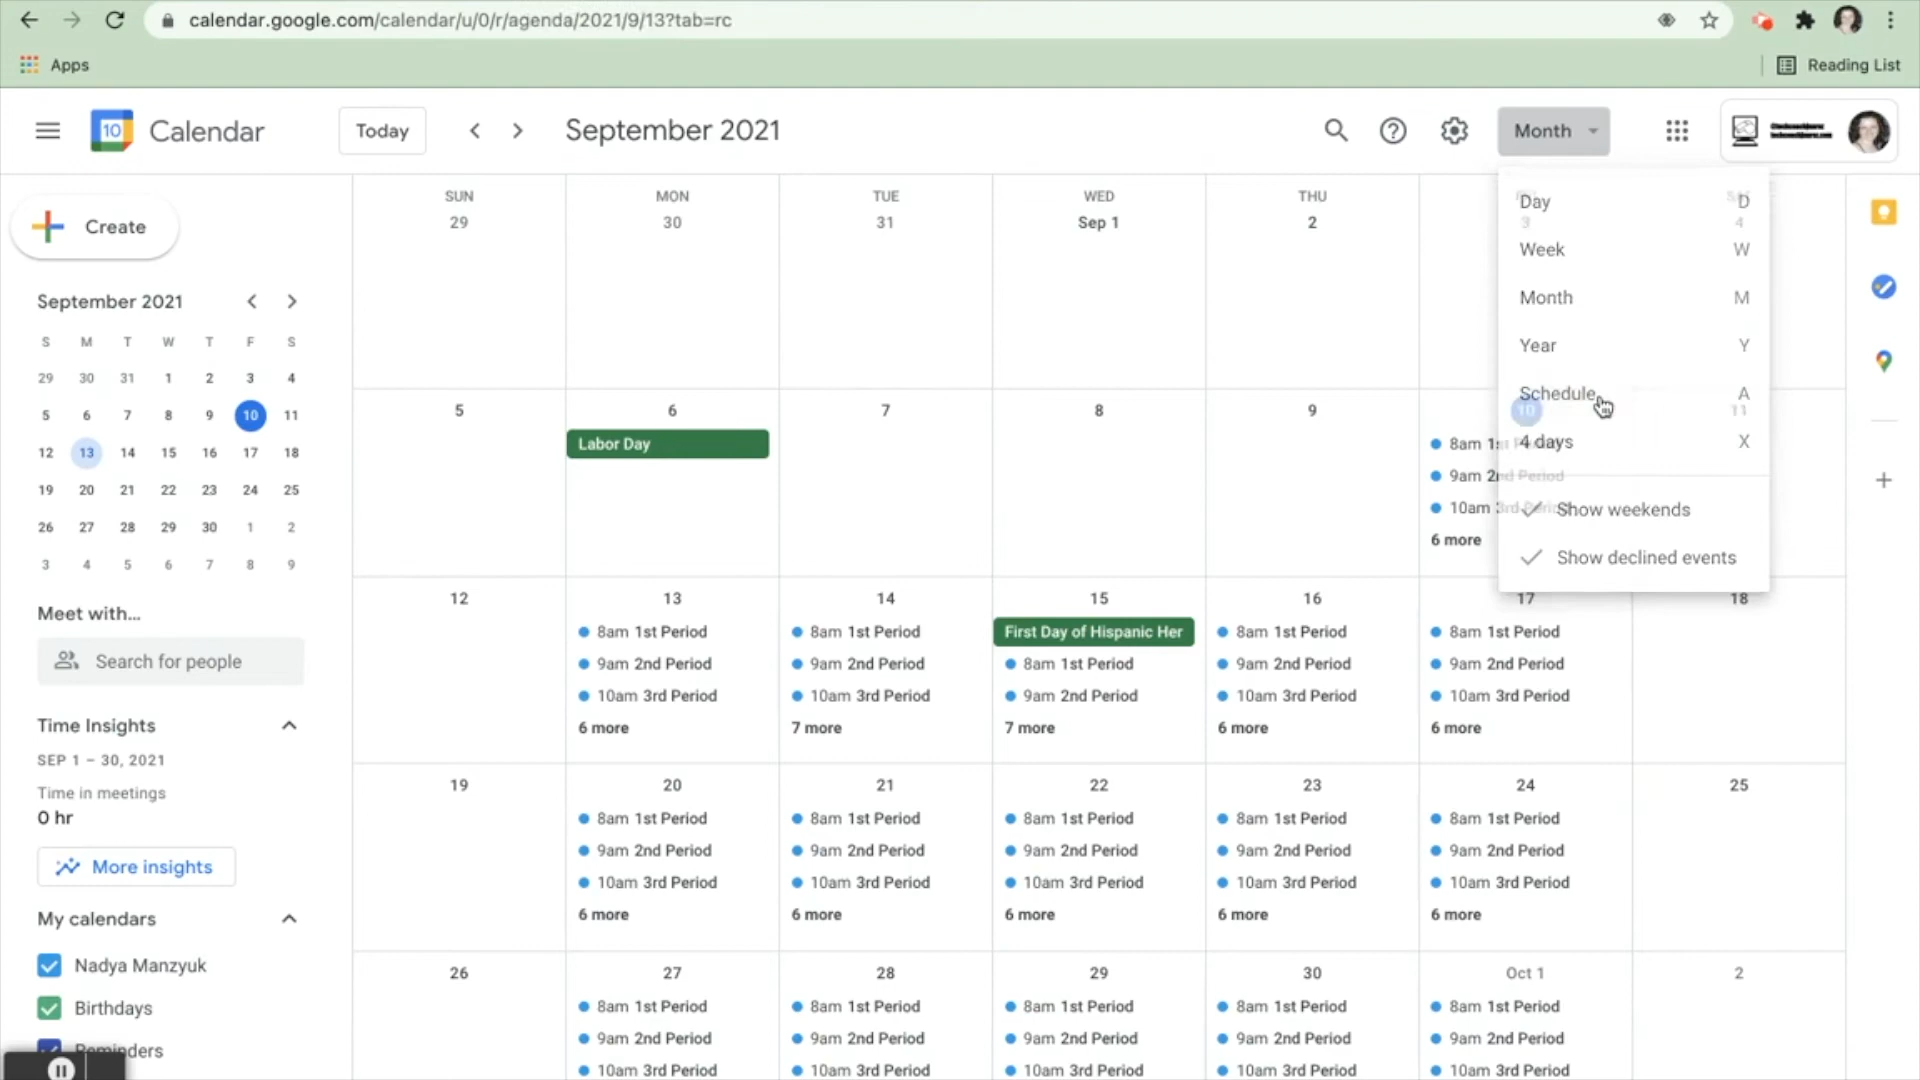 calendar.google.com/calendar/u/0/r/agenda/2021/9/13?tab=rc
Apps
Reading List
10
Calendar
Today
September 2021
Month
Create
September 2021
S M T W T F S
29 30 31 1 2 3 4
5 6 7 8 9 10 11
12 13 14 15 16 17 18
19 20 21 22 23 24 25
26 27 28 29 30 1 2
3 4 5 6 7 8 9
Meet with...
Search for people
Time Insights
SEP 1 – 30, 2021
Time in meetings
0 hr
More insights
My calendars
Nadya Manzyuk
Birthdays
Reminders
SUN MON TUE WED THU
29 30 31 Sep 1 2 3 4
5 6 7 8 9 10 11
Labor Day
8am 1st Period
9am 2nd Period
10am 3rd Period
6 more
Day D
Week W
Month M
Year Y
Schedule A
4 days X
Show weekends
Show declined events
12 13 14 15 16 17 18
First Day of Hispanic Her
8am 1st Period 8am 1st Period 8am 1st Period 8am 1st Period 8am 1st Period
9am 2nd Period 9am 2nd Period 9am 2nd Period 9am 2nd Period 9am 2nd Period
10am 3rd Period 10am 3rd Period 10am 3rd Period 10am 3rd Period
6 more 7 more 7 more 6 more 6 more
19 20 21 22 23 24 25
8am 1st Period 8am 1st Period 8am 1st Period 8am 1st Period 8am 1st Period
9am 2nd Period 9am 2nd Period 9am 2nd Period 9am 2nd Period 9am 2nd Period
10am 3rd Period 10am 3rd Period 10am 3rd Period 10am 3rd Period 10am 3rd Period
6 more 6 more 6 more 6 more 6 more
26 27 28 29 30 Oct 1 2
8am 1st Period 8am 1st Period 8am 1st Period 8am 1st Period 8am 1st Period
9am 2nd Period 9am 2nd Period 9am 2nd Period 9am 2nd Period 9am 2nd Period
10am 3rd Period 10am 3rd Period 10am 3rd Period 10am 3rd Period 10am 3rd Period